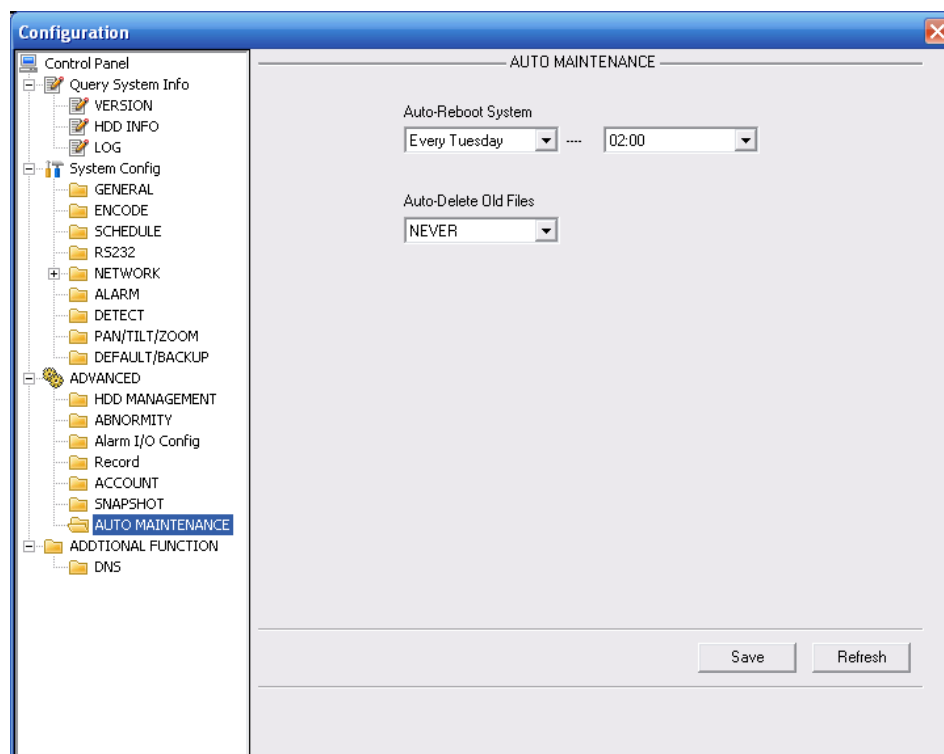 Configuration
Control Panel
Query System Info
VERSION
HDD INFO
LOG
System Config
GENERAL
ENCODE
SCHEDULE
RS232
NETWORK
ALARM
DETECT
PAN/TILT/ZOOM
DEFAULT/BACKUP
ADVANCED
HDD MANAGEMENT
ABNORMITY
Alarm I/O Config
Record
ACCOUNT
SNAPSHOT
AUTO MAINTENANCE
ADDTIONAL FUNCTION
DNS
AUTO MAINTENANCE
Auto-Reboot System
Every Tuesday ---- 02:00
Auto-Delete Old Files
NEVER
Save Refresh